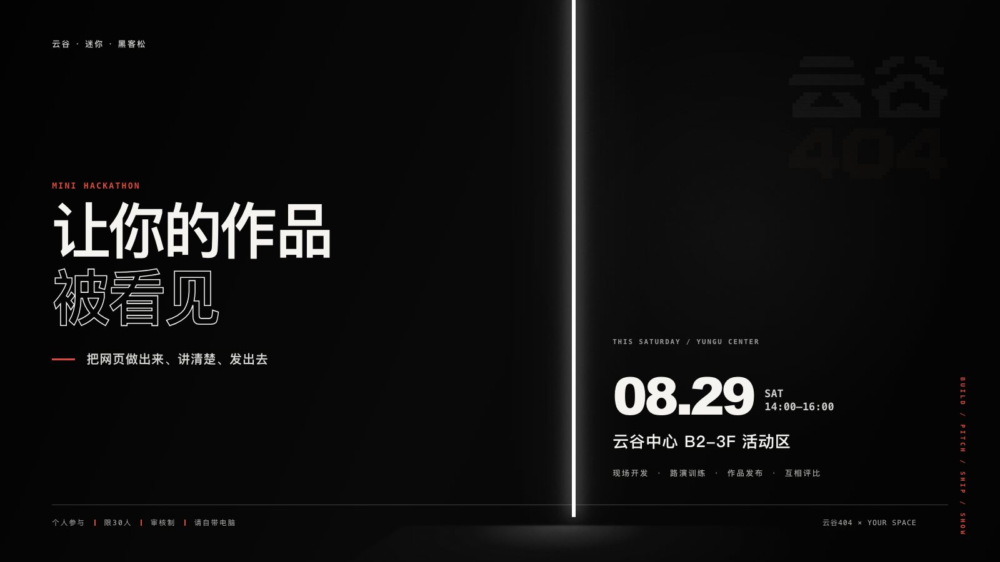 云谷 · 迷你 · 黑客松
云谷
404
MINI HACKATHON
让你的作品
被看见
把网页做出来、讲清楚、发出去
THIS SATURDAY / YUNGU CENTER
08.29
SAT
14:00—16:00
云谷中心 B2–3F 活动区
现场开发 · 路演训练 · 作品发布 · 互相评比
BUILD / PITCH / SHIP / SHOW
个人参与 | 限30人 | 审核制 | 请自带电脑
云谷404 × YOUR SPACE